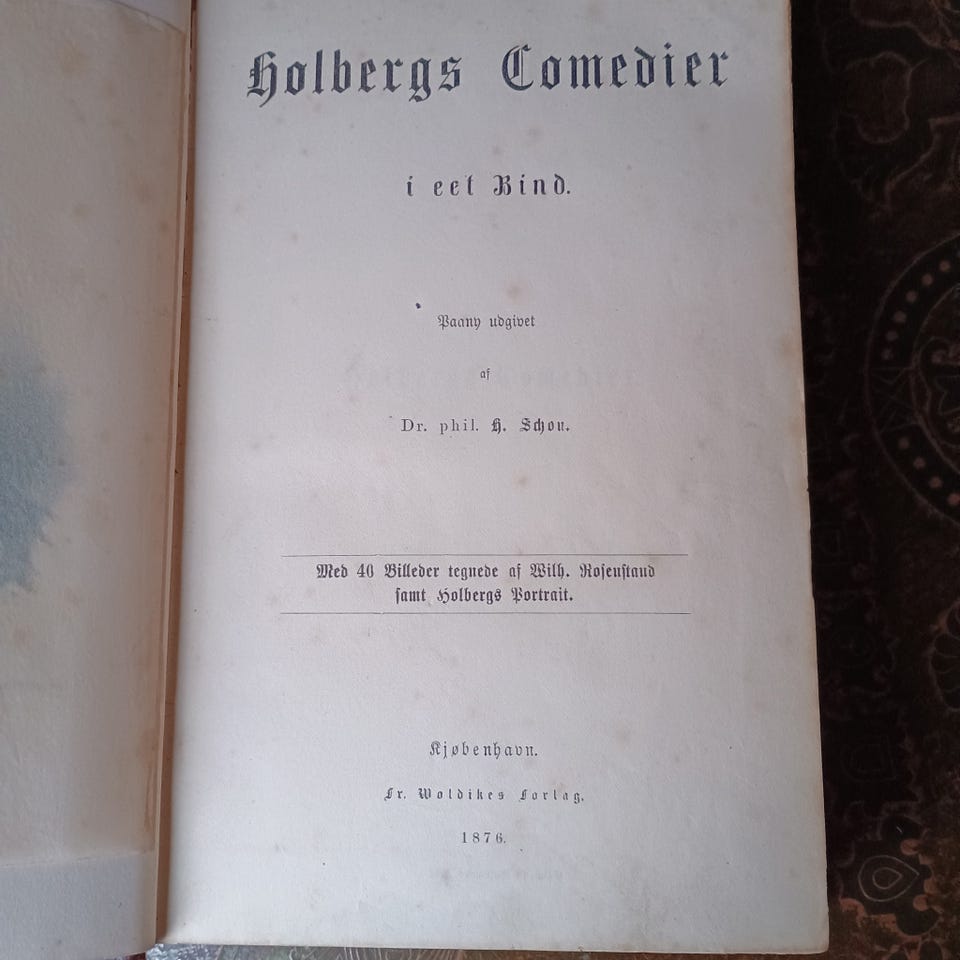 Holbergs Comedier
i eet Bind.
Paany udgivet
af
Dr. phil. H. Schou.
Med 40 Billeder tegnede af Wilh. Rosenstand
samt Holbergs Portrait.
Kjøbenhavn.
Fr. Woldikes Forlag.
1876.